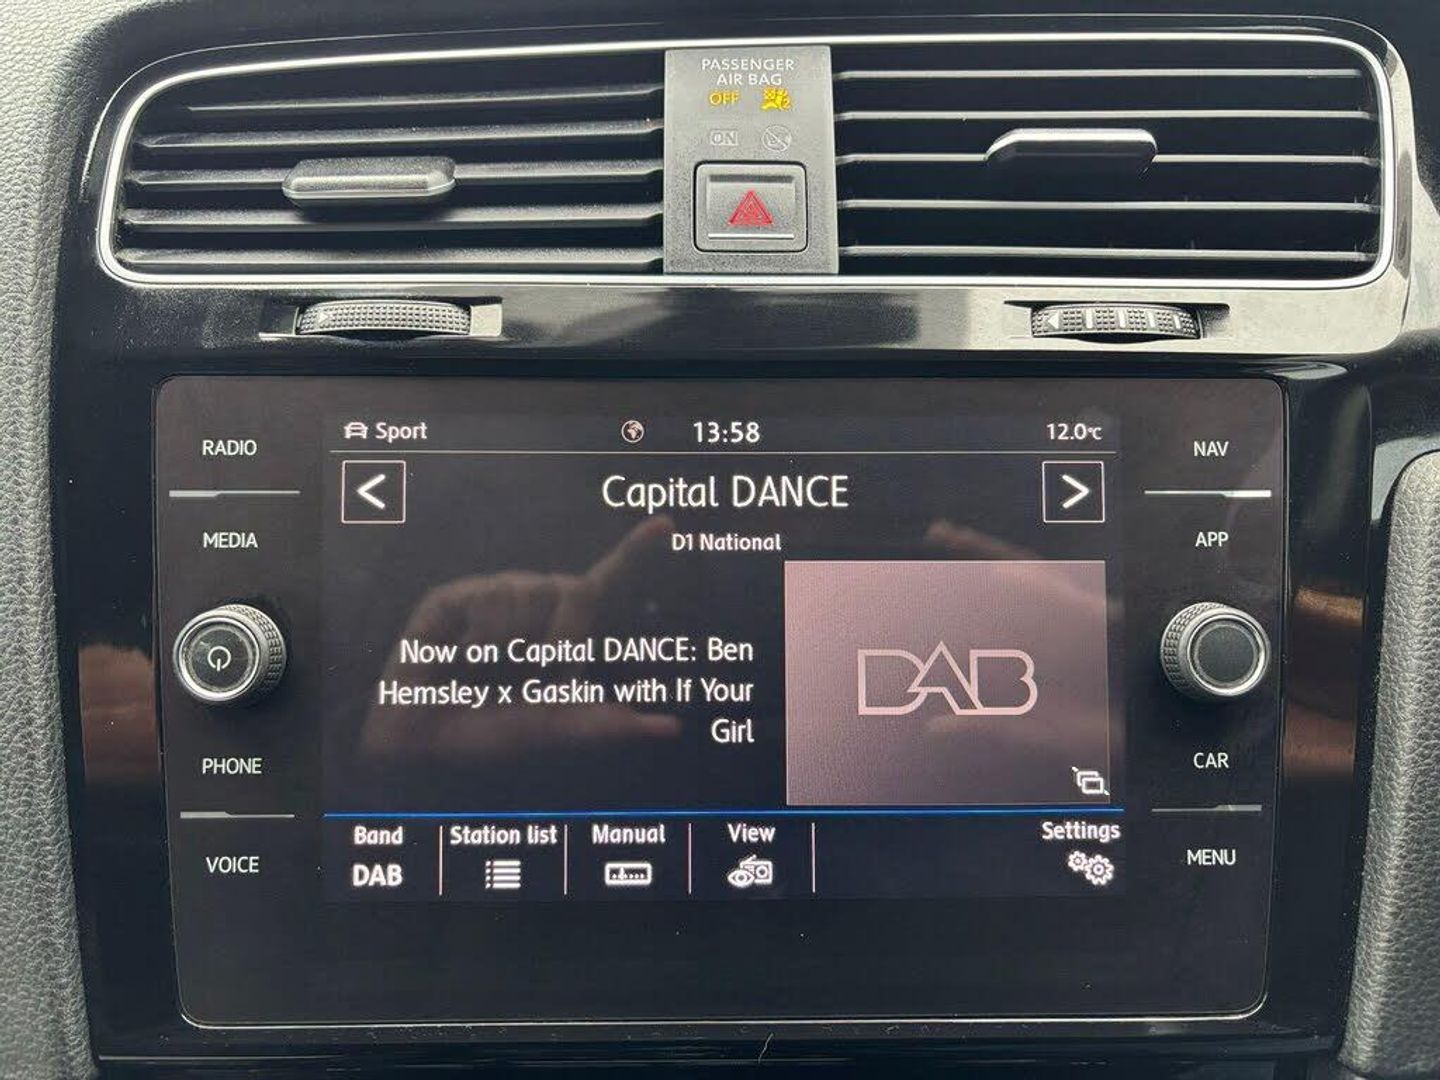 PASSENGER
AIR BAG
OFF
ON
RADIO
MEDIA
PHONE
VOICE
Sport 13:58 12.0℃
< Capital DANCE >
D1 National
Now on Capital DANCE: Ben
Hemsley x Gaskin with If Your
Girl
DAB
Band Station list Manual View Settings
DAB
NAV
APP
CAR
MENU